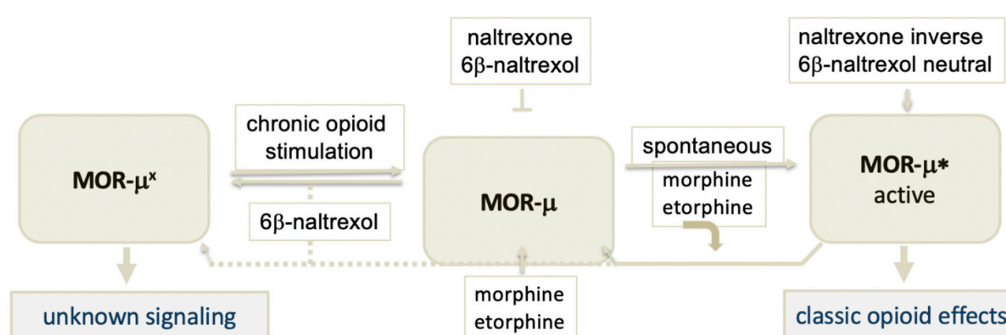 naltrexone
6β-naltrexol
naltrexone inverse
6β-naltrexol neutral
chronic opioid
stimulation
spontaneous
MOR-μˣ
MOR-μ
MOR-μ*
active
morphine
etorphine
6β-naltrexol
morphine
etorphine
unknown signaling
classic opioid effects